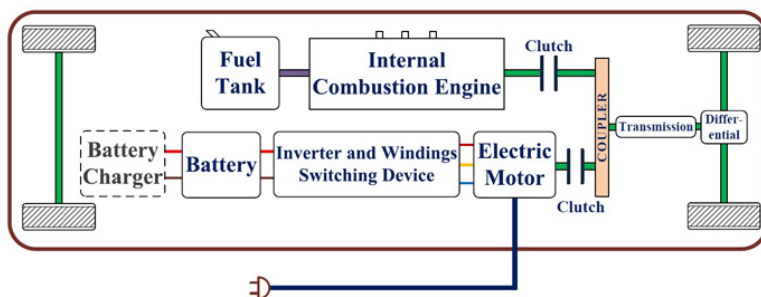 Fuel
Tank
Internal
Combustion Engine
Clutch
COUPLER
Transmission
Differ-
ential
Battery
Charger
Battery
Inverter and Windings
Switching Device
Electric
Motor
Clutch